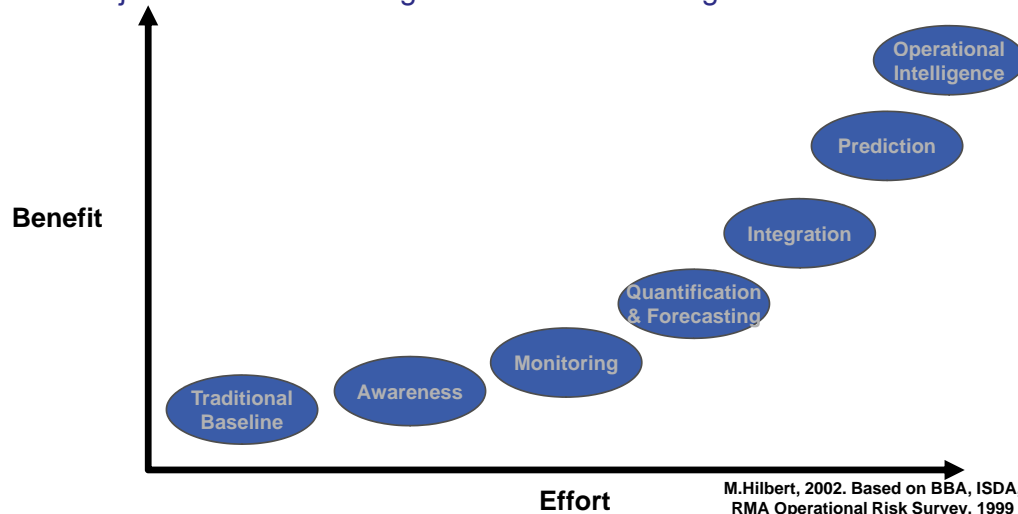 Operational
Intelligence
Prediction
Benefit
Integration
Quantification
& Forecasting
Monitoring
Awareness
Traditional
Baseline
Effort
M.Hilbert, 2002. Based on BBA, ISDA,
RMA Operational Risk Survey, 1999